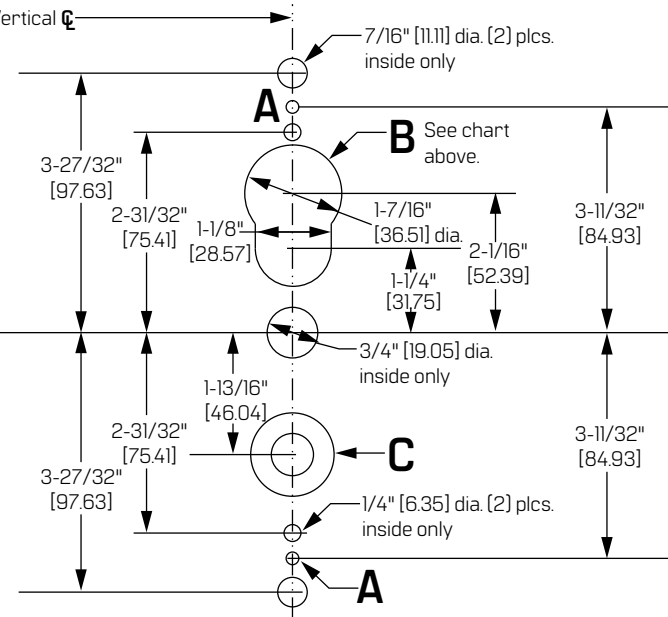 Vertical ℄
7/16" [11.11] dia. (2) plcs.
inside only
A
B See chart
above.
3-27/32"
[97.63]
2-31/32"
[75.41]
1-1/8"
[28.57]
1-7/16"
[36.51] dia.
2-1/16"
[52.39]
3-11/32"
[84.93]
1-1/4"
[31,75]
3/4" [19.05] dia.
inside only
1-13/16"
[46.04]
2-31/32"
[75.41]
3-27/32"
[97.63]
C
3-11/32"
[84.93]
1/4" [6.35] dia. (2) plcs.
inside only
A